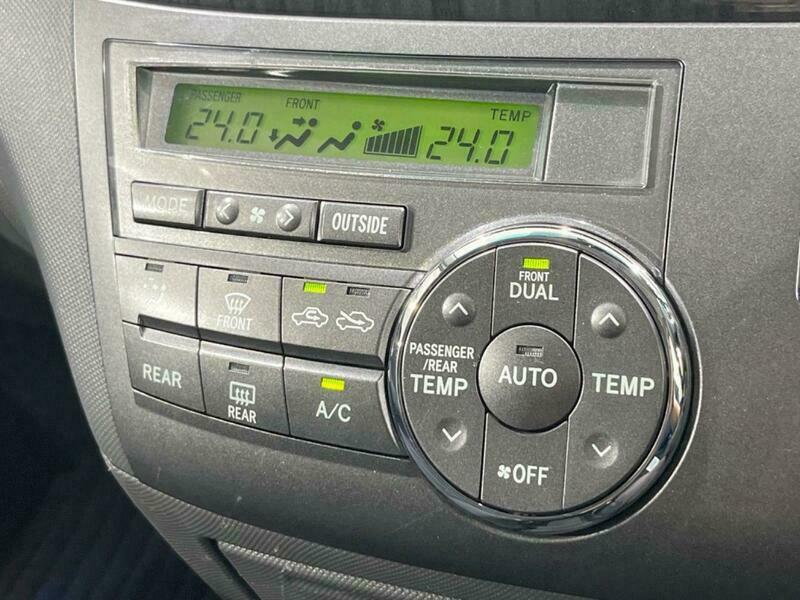 PASSENGER FRONT TEMP
24.0 24.0
MODE
OUTSIDE
FRONT
REAR
REAR
A/C
FRONT
DUAL
PASSENGER
/REAR
TEMP
AUTO
TEMP
OFF